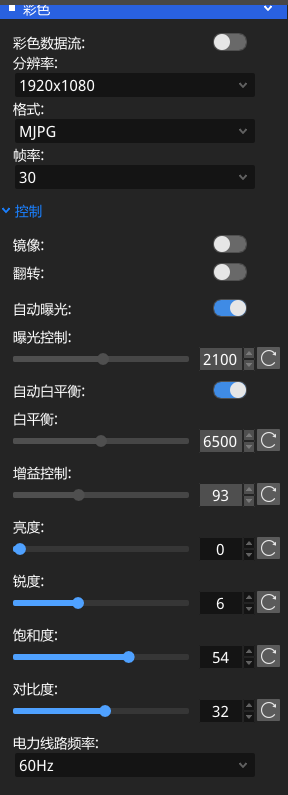 彩色
彩色数据流:
分辨率:
1920x1080
格式:
MJPG
帧率:
30
控制
镜像:
翻转:
自动曝光:
曝光控制:
2100
自动白平衡:
白平衡:
6500
增益控制:
93
亮度:
0
锐度:
6
饱和度:
54
对比度:
32
电力线路频率:
60Hz